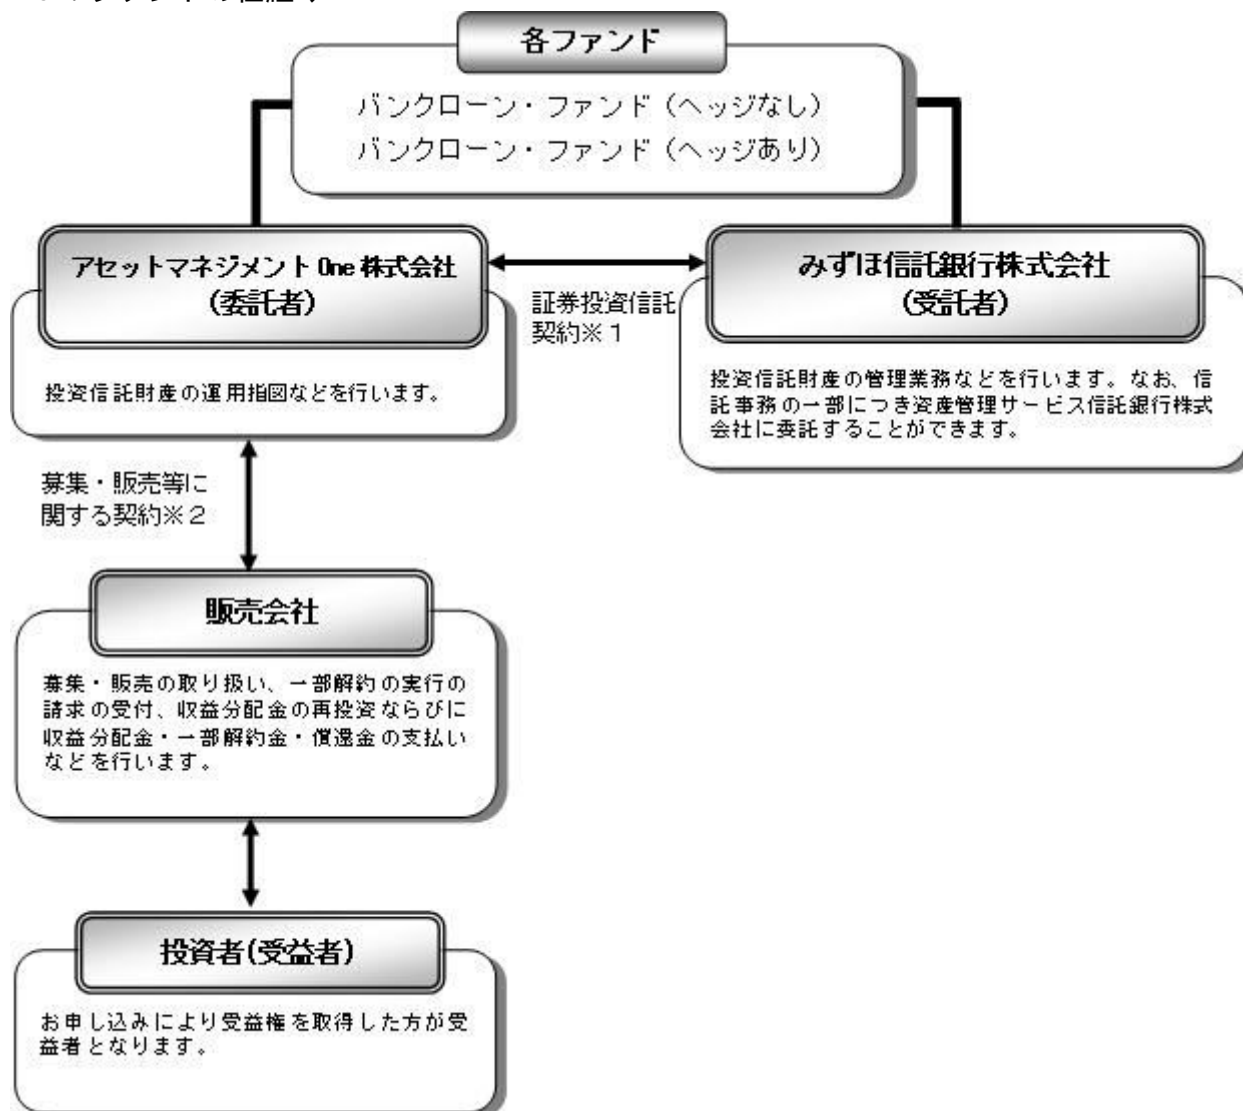 各ファンド
バンクローン・ファンド（ヘッジなし）
バンクローン・ファンド（ヘッジあり）
アセットマネジメント One 株式会社
（委託者）
投資信託財産の運用指図などを行います。
証券投資信託
契約※１
みずほ信託銀行株式会社
（受託者）
投資信託財産の管理業務などを行います。なお、信
託事務の一部につき資産管理サービス信託銀行株式
会社に委託することができます。
募集・販売等に
関する契約※２
販売会社
募集・販売の取り扱い、一部解約の実行の
請求の受付、収益分配金の再投資ならびに
収益分配金・一部解約金・償還金の支払い
などを行います。
投資者(受益者)
お申し込みにより受益権を取得した方が受
益者となります。